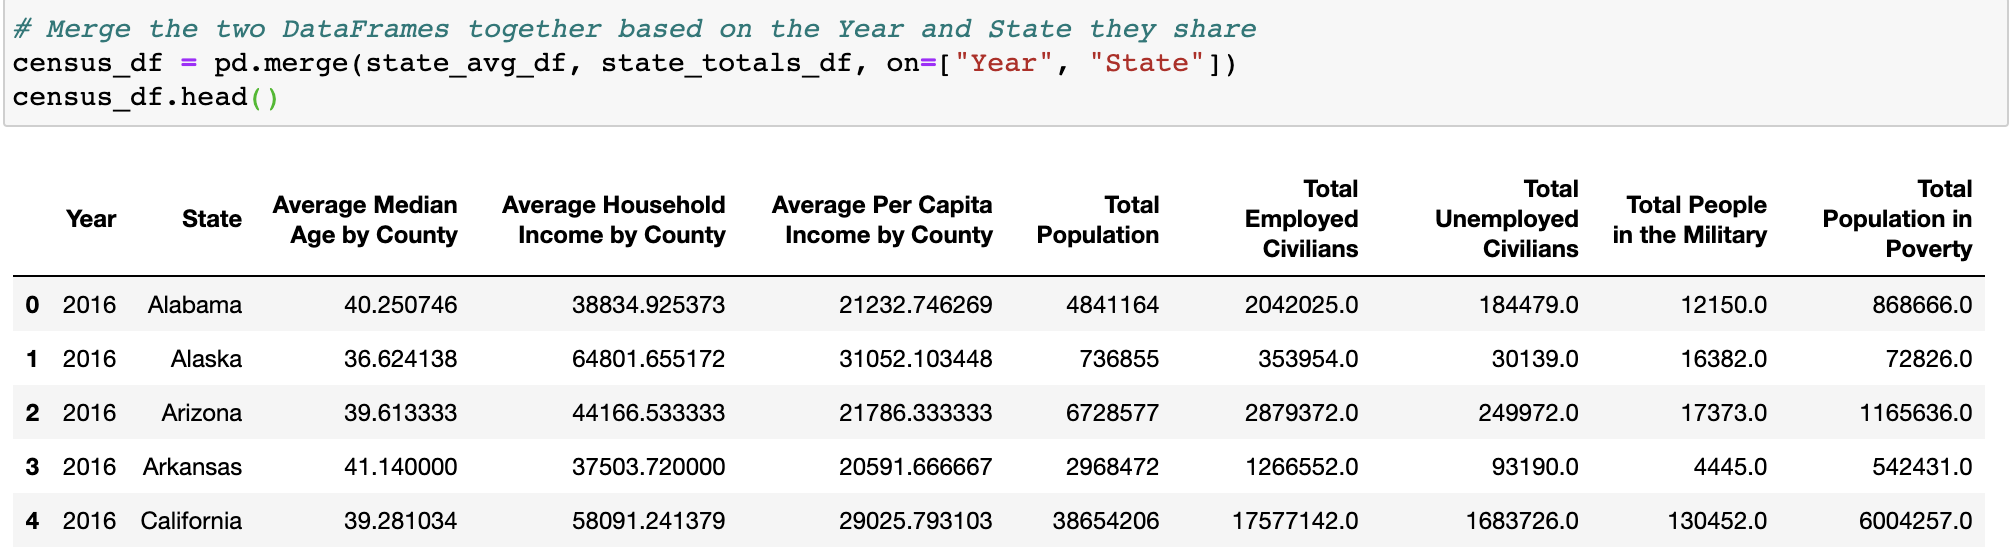 # Merge the two DataFrames together based on the Year and State they share
census_df = pd.merge(state_avg_df, state_totals_df, on=["Year", "State"])
census_df.head()
Year State Average Median Age by County Average Household Income by County Average Per Capita Income by County Total Population Total Employed Civilians Total Unemployed Civilians Total People in the Military Total Population in Poverty
0 2016 Alabama 40.250746 38834.925373 21232.746269 4841164 2042025.0 184479.0 12150.0 868666.0
1 2016 Alaska 36.624138 64801.655172 31052.103448 736855 353954.0 30139.0 16382.0 72826.0
2 2016 Arizona 39.613333 44166.533333 21786.333333 6728577 2879372.0 249972.0 17373.0 1165636.0
3 2016 Arkansas 41.140000 37503.720000 20591.666667 2968472 1266552.0 93190.0 4445.0 542431.0
4 2016 California 39.281034 58091.241379 29025.793103 38654206 17577142.0 1683726.0 130452.0 6004257.0